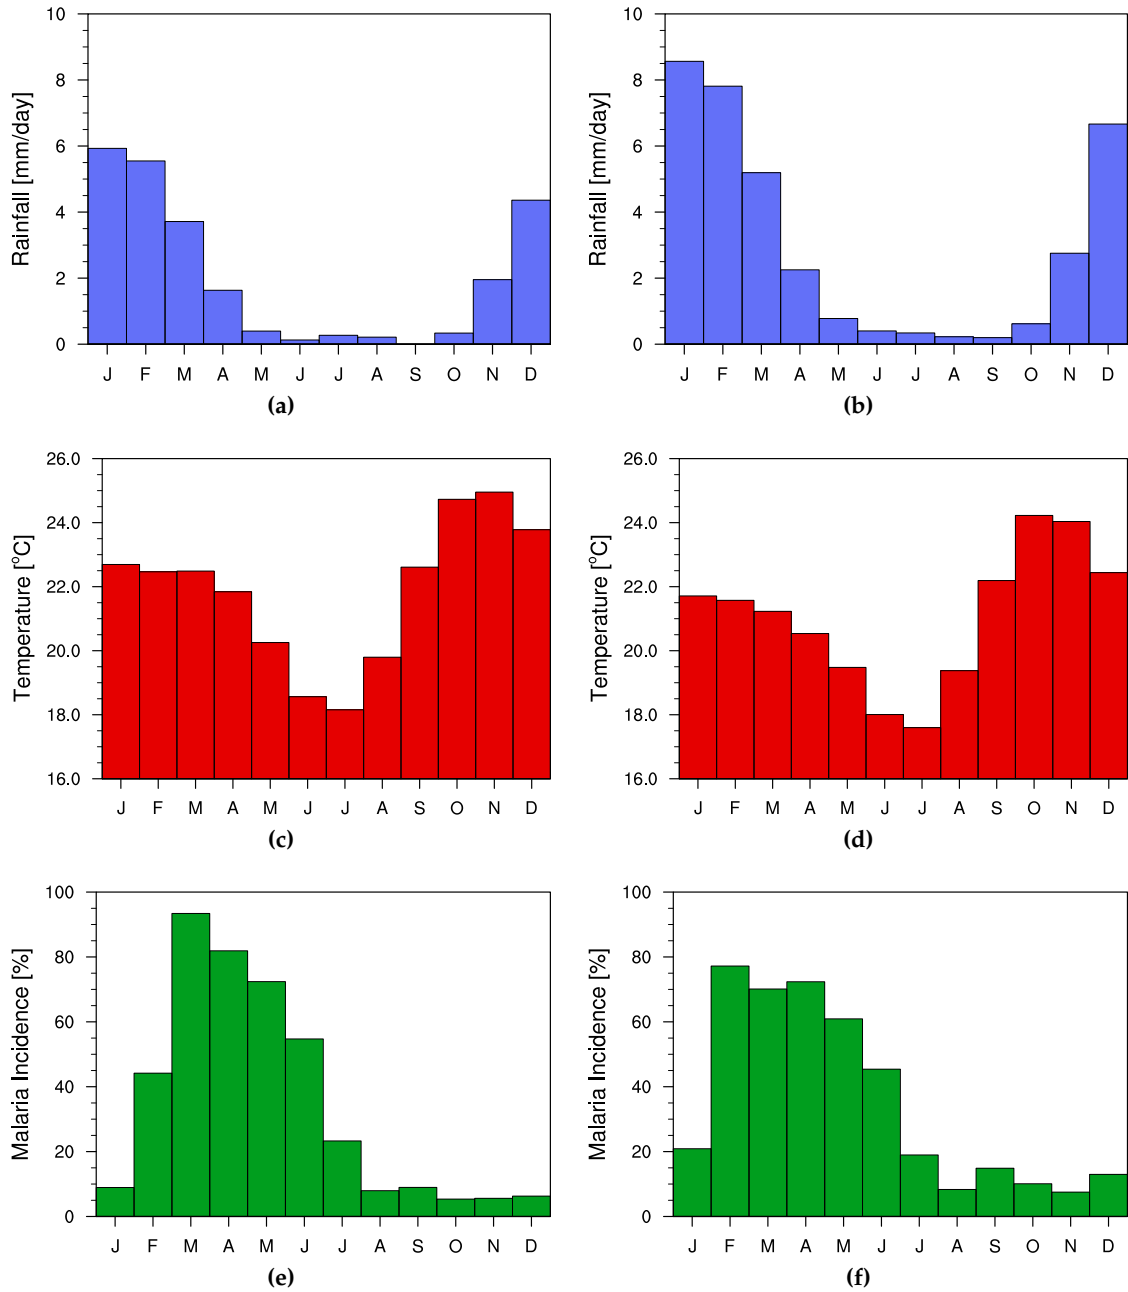 10
8
6
4
2
0
Rainfall [mm/day]
J F M A M J J A S O N D
(a)
10
8
6
4
2
0
Rainfall [mm/day]
J F M A M J J A S O N D
(b)
26.0
24.0
22.0
20.0
18.0
16.0
Temperature [°C]
J F M A M J J A S O N D
(c)
26.0
24.0
22.0
20.0
18.0
16.0
Temperature [°C]
J F M A M J J A S O N D
(d)
100
80
60
40
20
0
Malaria Incidence [%]
J F M A M J J A S O N D
(e)
100
80
60
40
20
0
Malaria Incidence [%]
J F M A M J J A S O N D
(f)